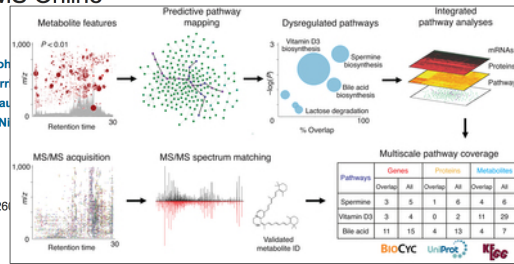 MS Online
Metabolite features
Predictive pathway
mapping
Dysregulated pathways
Integrated
pathway analyses
1,000
P < 0.01
m/z
0
Retention time
30
3
-log(P)
0
Vitamin D3
biosynthesis
Spermine
biosynthesis
Bile acid
biosynthesis
Lactose degradation
% Overlap
100
mRNAs
Proteins
Pathway
MS/MS acquisition
MS/MS spectrum matching
Multiscale pathway coverage
1,000
m/z
0
Retention time
30
Validated
metabolite ID
Pathways Genes Proteins Metabolites
Overlap All Overlap All Overlap All
Spermine 3 5 1 6 4 6
Vitamin D3 3 4 0 2 11 29
Bile acid 11 15 4 13 4 7
BIOCYC UniProt KEGG